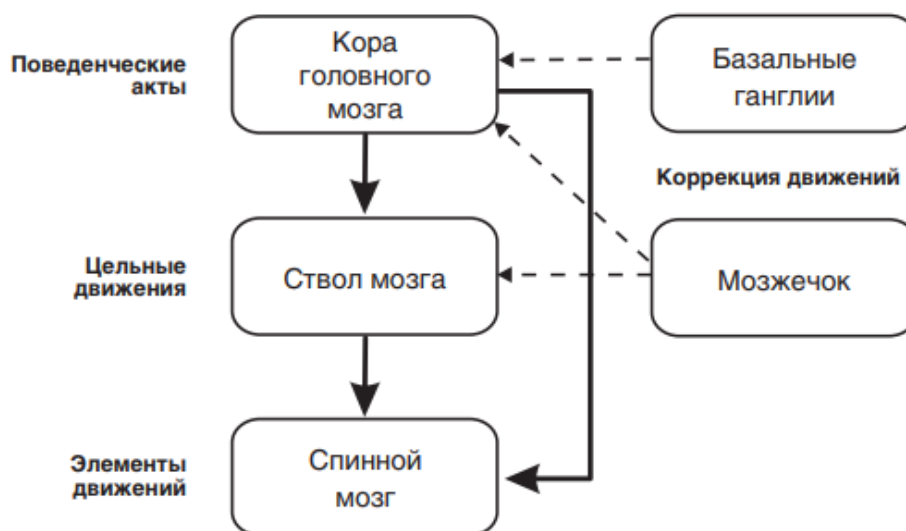 Поведенческие
акты
Кора
головного
мозга
Базальные
ганглии
Коррекция движений
Цельные
движения
Ствол мозга
Мозжечок
Элементы
движений
Спинной
мозг